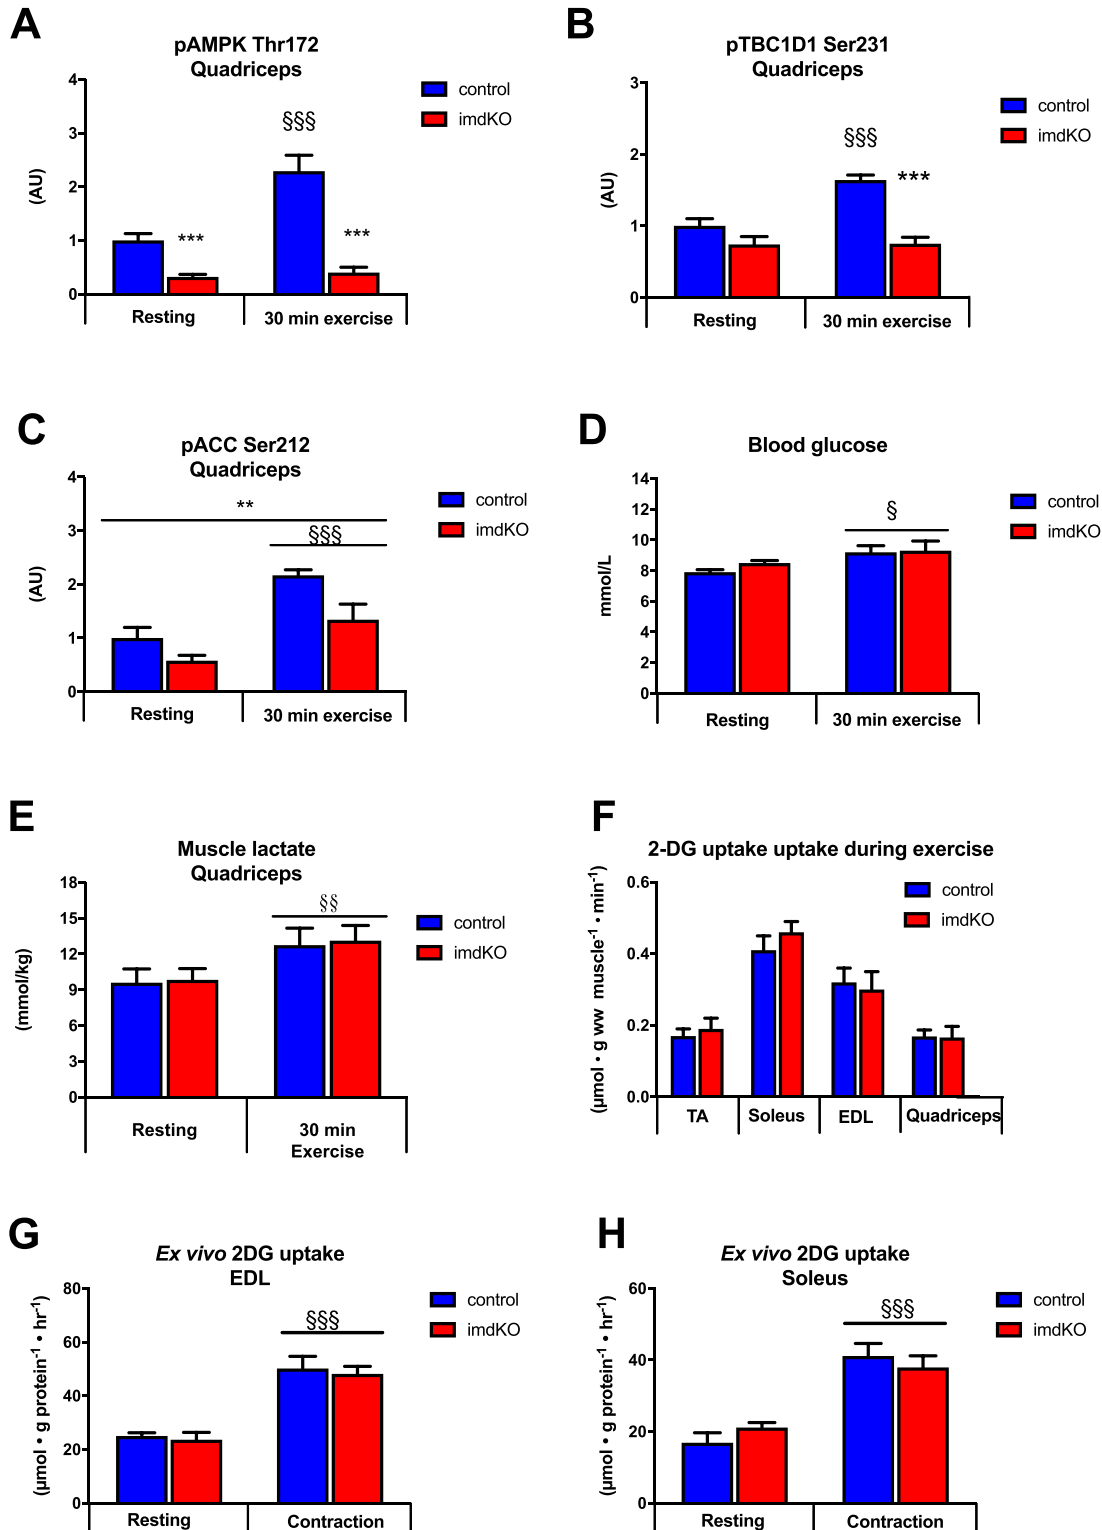 A
pAMPK Thr172
Quadriceps
4
3
2
1
0
(AU)
§§§
***
***
Resting
30 min exercise
control
imdKO
B
pTBC1D1 Ser231
Quadriceps
3
2
1
0
(AU)
§§§
***
Resting
30 min exercise
control
imdKO
C
pACC Ser212
Quadriceps
4
3
2
1
0
(AU)
**
§§§
Resting
30 min exercise
control
imdKO
D
Blood glucose
14
12
10
8
6
4
2
0
mmol/L
§
Resting
30 min exercise
control
imdKO
E
Muscle lactate
Quadriceps
18
15
12
9
6
3
0
(mmol/kg)
§§
Resting
30 min
Exercise
control
imdKO
F
2-DG uptake uptake during exercise
0.6
0.4
0.2
0.0
(µmol • g ww muscle⁻¹ • min⁻¹)
TA
Soleus
EDL
Quadriceps
control
imdKO
G
Ex vivo 2DG uptake
EDL
80
60
40
20
0
(µmol • g protein⁻¹ • hr⁻¹)
§§§
Resting
Contraction
control
imdKO
H
Ex vivo 2DG uptake
Soleus
60
40
20
0
(µmol • g protein⁻¹ • hr⁻¹)
§§§
Resting
Contraction
control
imdKO